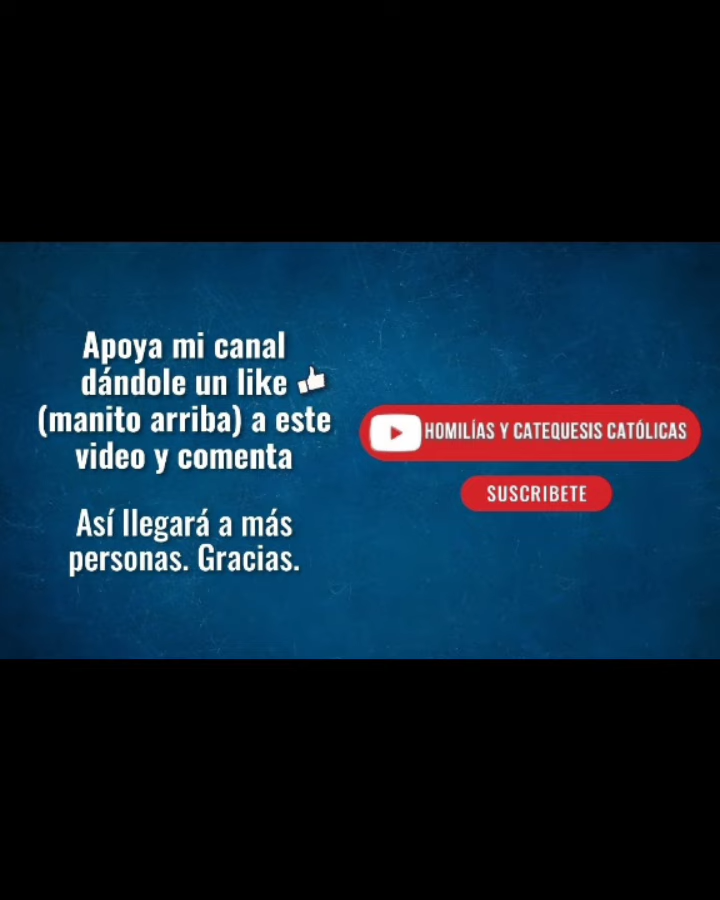 Apoya mi canal
dándole un like
(manito arriba) a este
video y comenta
Así llegará a más
personas. Gracias.
HOMILÍAS Y CATEQUESIS CATÓLICAS
SUSCRIBETE